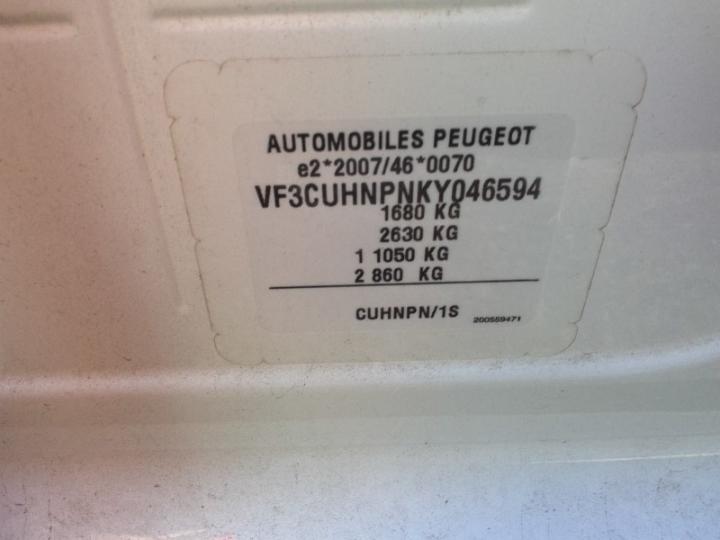 AUTOMOBILES PEUGEOT
e2*2007/46*0070
VF3CUHNPNKY046594
1680 KG
2630 KG
1 1050 KG
2 860 KG
CUHNPN/1S 200559471